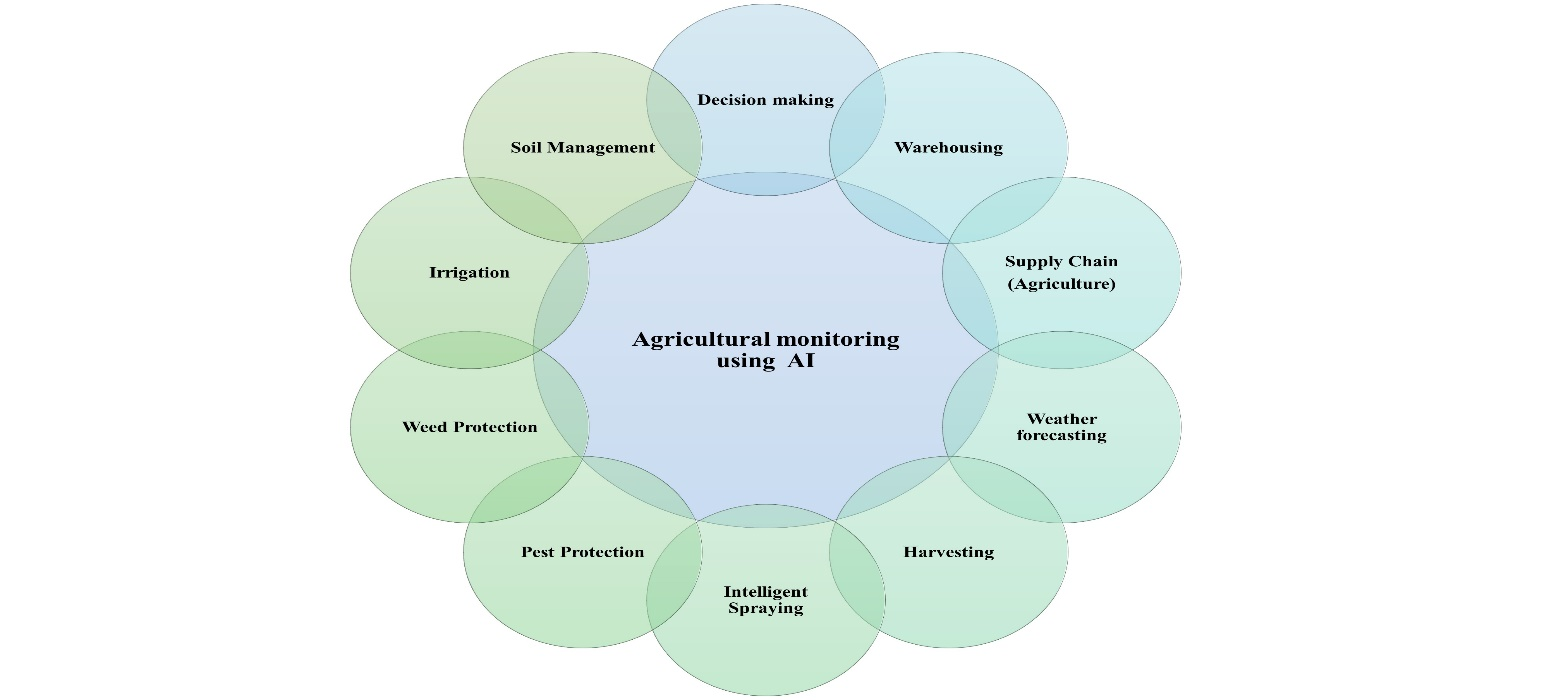 Decision making
Warehousing
Supply Chain
(Agriculture)
Weather
forecasting
Harvesting
Intelligent
Spraying
Pest Protection
Weed Protection
Irrigation
Soil Management
Agricultural monitoring
using  AI